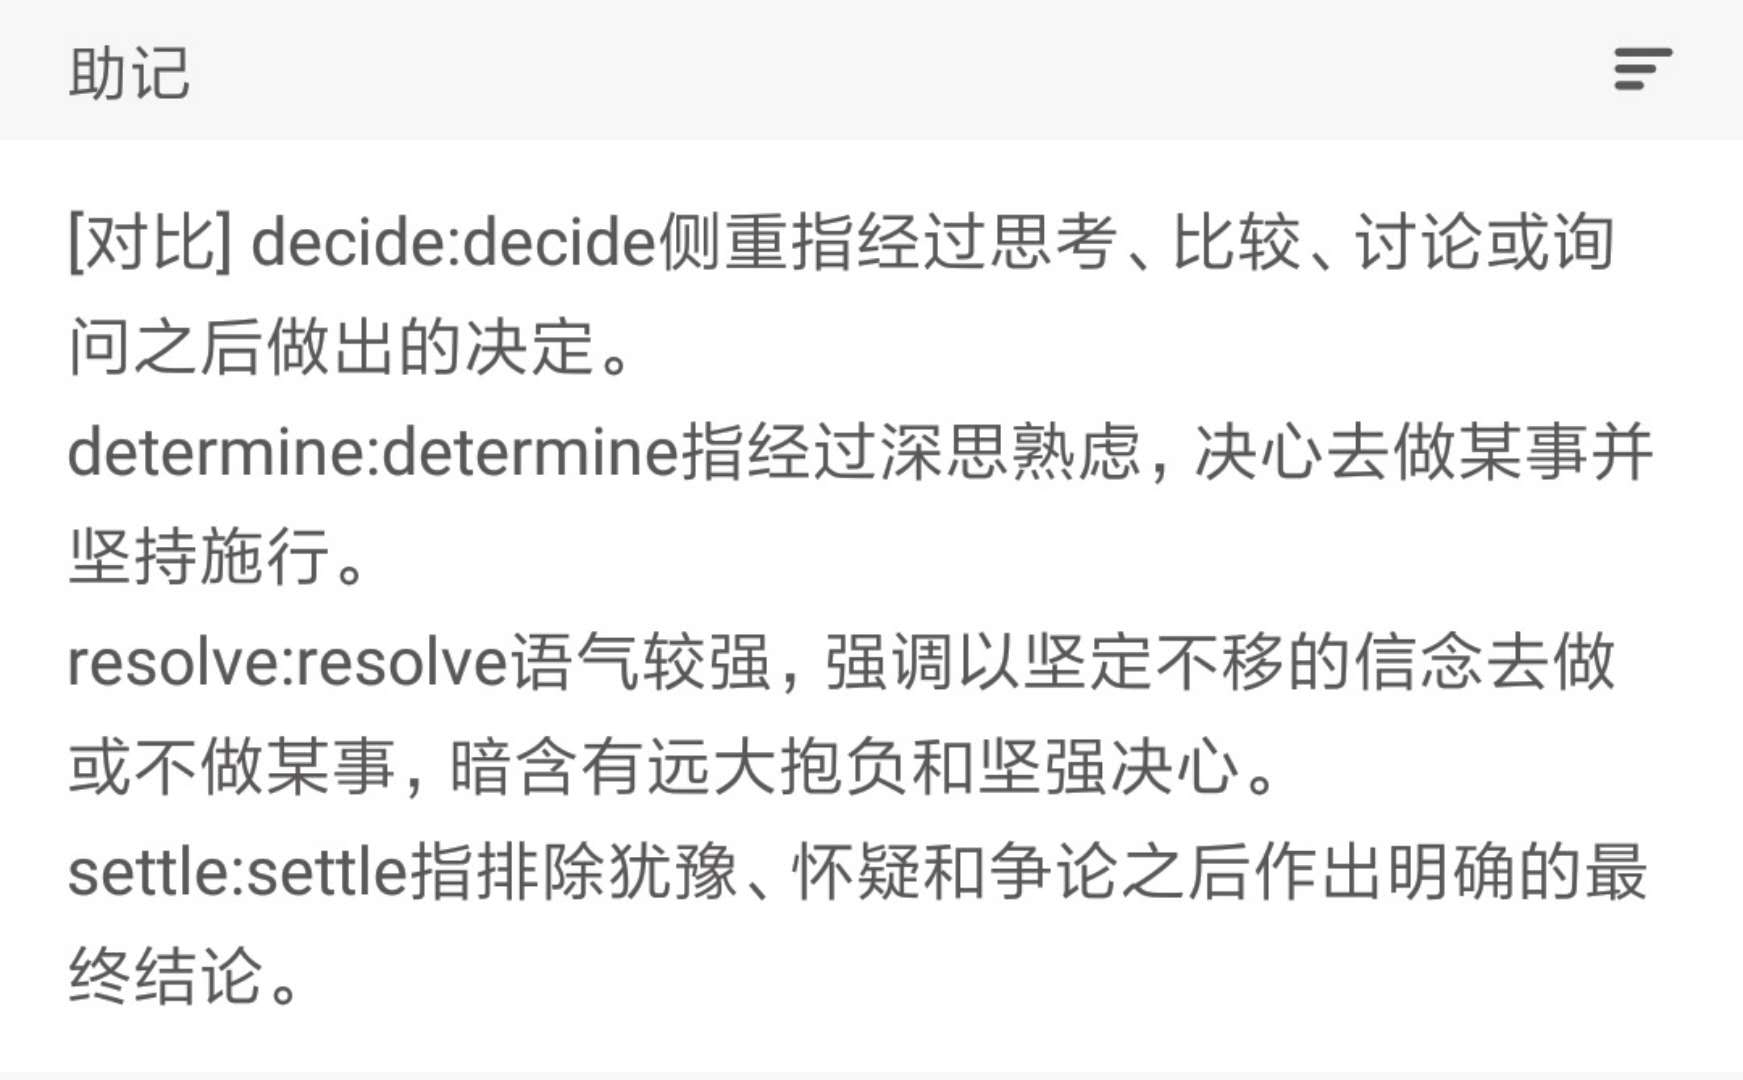 助记
[对比] decide:decide侧重指经过思考、比较、讨论或询
问之后做出的决定。
determine:determine指经过深思熟虑，决心去做某事并
坚持施行。
resolve:resolve语气较强，强调以坚定不移的信念去做
或不做某事，暗含有远大抱负和坚强决心。
settle:settle指排除犹豫、怀疑和争论之后作出明确的最
终结论。